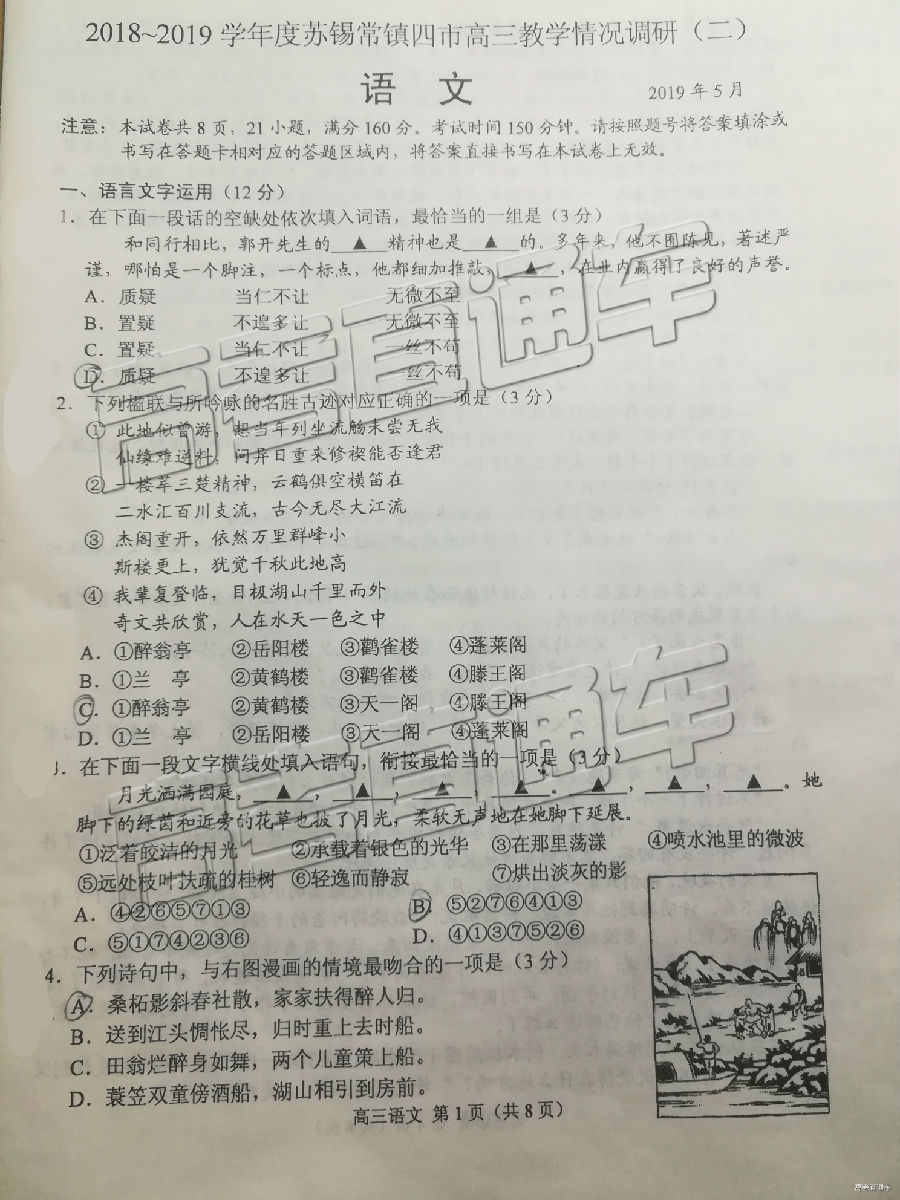 2018~2019 学年度苏锡常镇四市高三教学情况调研（二）
语 文
2019 年 5 月
注意：本试卷共 8 页，21 小题，满分 160 分。考试时间 150 分钟。请按照题号将答案填涂或
书写在答题卡相对应的答题区域内，将答案直接书写在本试卷上无效。
一、语言文字运用（12 分）
1．在下面一段话的空缺处依次填入词语，最恰当的一组是（3 分）
和同行相比，郭开先生的 ▲ 精神也是 ▲ 的。多年来，他不囿陈见，著述严
谨，哪怕是一个脚注，一个标点，他都细加推敲， ▲ ，在业内赢得了良好的声誉。
A．质疑 当仁不让 无微不至
B．置疑 不遑多让 无微不至
C．置疑 当仁不让 一丝不苟
D．质疑 不遑多让 一丝不苟
2．下列楹联与所吟咏的名胜古迹对应正确的一项是（3 分）
① 此地似曾游，想当年列坐流觞未尝无我
仙缘难逆料，问异日重来修禊能否逢君
② 一楼萃三楚精神，云鹤俱空横笛在
二水汇百川支流，古今无尽大江流
③ 杰阁重开，依然万里群峰小
斯楼更上，犹觉千秋此地高
④ 我辈复登临，目极湖山千里而外
奇文共欣赏，人在水天一色之中
A．①醉翁亭 ②岳阳楼 ③鹳雀楼 ④蓬莱阁
B．①兰 亭 ②黄鹤楼 ③鹳雀楼 ④滕王阁
C．①醉翁亭 ②黄鹤楼 ③天一阁 ④滕王阁
D．①兰 亭 ②岳阳楼 ③天一阁 ④蓬莱阁
3．在下面一段文字横线处填入语句，衔接最恰当的一项是（3 分）
月光洒满园庭， ▲ ， ▲ ， ▲ ， ▲ 。 ▲ ， ▲ ， ▲ 。她
脚下的绿茵和近旁的花草也披了月光，柔软无声地在她脚下延展。
①泛着皎洁的月光 ②承载着银色的光华 ③在那里荡漾 ④喷水池里的微波
⑤远处枝叶扶疏的桂树 ⑥轻逸而静寂 ⑦烘出淡灰的影
A．④②⑥⑤⑦①③ B．⑤②⑦⑥④①③
C．⑤①⑦④②③⑥ D．④①③⑦⑤②⑥
4．下列诗句中，与右图漫画的情境最吻合的一项是（3 分）
A．桑柘影斜春社散，家家扶得醉人归。
B．送到江头惆怅尽，归时重上去时船。
C．田翁烂醉身如舞，两个儿童策上船。
D．蓑笠双童傍酒船，湖山相引到房前。
高三语文 第 1 页（共 8 页）
高考直通车
高考直通车
高考直通车